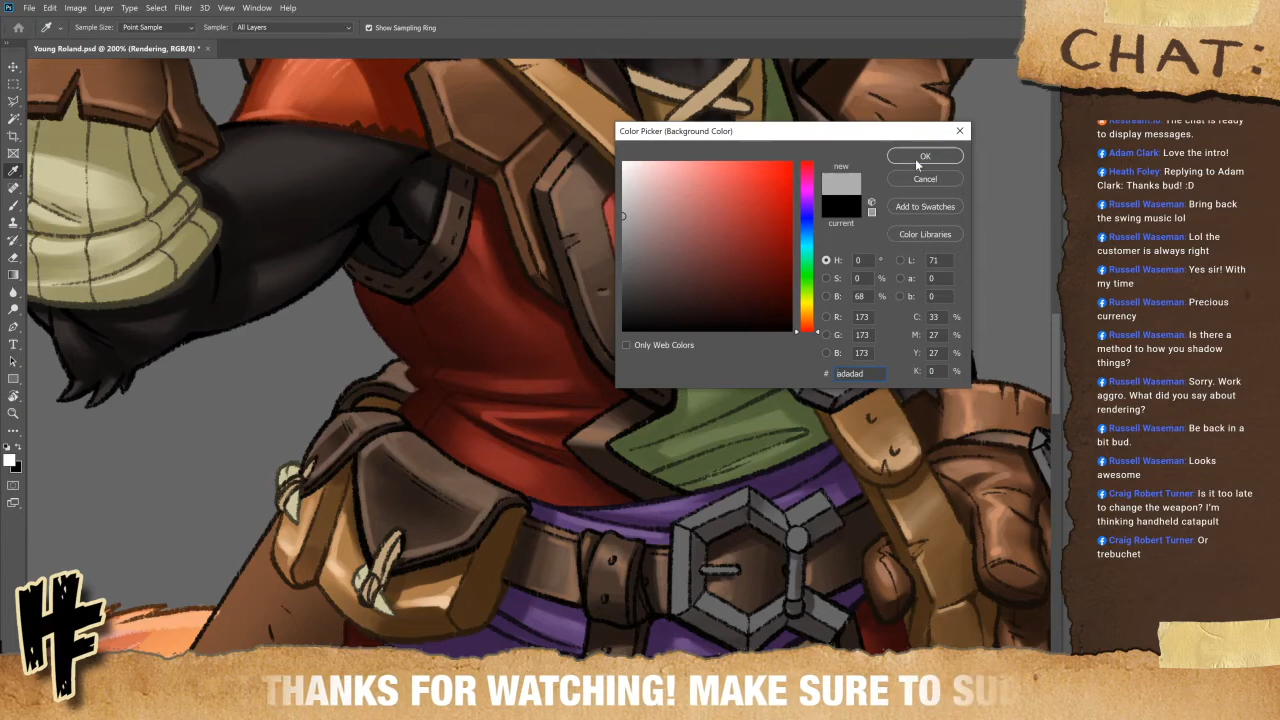 Ps File Edit Image Layer Type Select Filter 3D View Window Help
Sample Size: Point Sample Sample: All Layers Show Sampling Ring
Young Roland.psd @ 200% (Rendering, RGB/8) * ×
Color Picker (Background Color)
new
current
OK
Cancel
Add to Swatches
Color Libraries
H: 0 ° L: 71
S: 0 % a: 0
B: 68 % b: 0
R: 173 C: 33 %
G: 173 M: 27 %
B: 173 Y: 27 %
# adadad K: 0 %
Only Web Colors
CHAT:
Restream.io: The chat is ready
to display messages.
Adam Clark: Love the intro!
Heath Foley: Replying to Adam
Clark: Thanks bud! :D
Russell Waseman: Bring back
the swing music lol
Russell Waseman: Lol the
customer is always right
Russell Waseman: Yes sir! With
my time
Russell Waseman: Precious
currency
Russell Waseman: Is there a
method to how you shadow
things?
Russell Waseman: Sorry. Work
aggro. What did you say about
rendering?
Russell Waseman: Be back in a
bit bud.
Russell Waseman: Looks
awesome
Craig Robert Turner: Is it too late
to change the weapon? I'm
thinking handheld catapult
Craig Robert Turner: Or
trebuchet
HF
THANKS FOR WATCHING! MAKE SURE TO